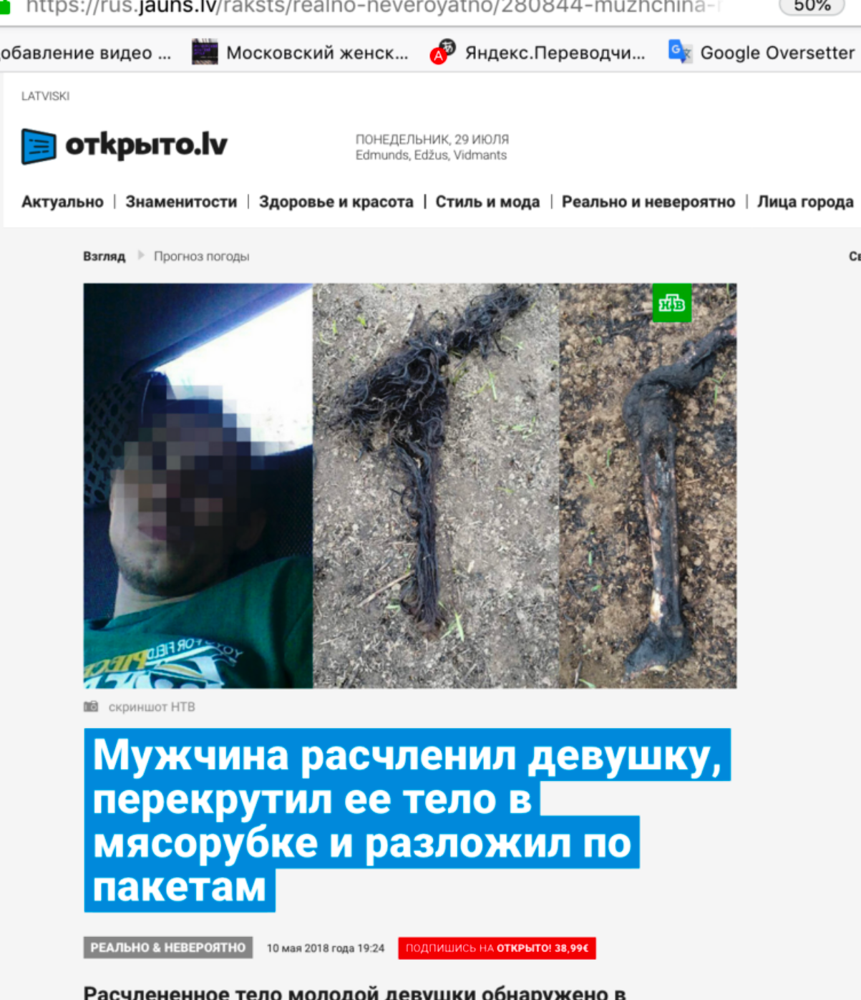 https://rus.jauns.lv/raksts/realno-neveroyatno/280844-muzhchina-
50%
обавление видео ...
Московский женск...
Яндекс.Переводчи...
Google Oversetter
LATVISKI
открыто.lv
ПОНЕДЕЛЬНИК, 29 ИЮЛЯ
Edmunds, Edžus, Vidmants
Актуально | Знаменитости | Здоровье и красота | Стиль и мода | Реально и невероятно | Лица города
Взгляд
Прогноз погоды
НТВ
FOR FIELD
скриншот НТВ
Мужчина расчленил девушку,
перекрутил ее тело в
мясорубке и разложил по
пакетам
РЕАЛЬНО & НЕВЕРОЯТНО
10 мая 2018 года 19:24
ПОДПИШИСЬ НА ОТКРЫТО! 38,99€
Расчлененное тело молодой девушки обнаружено в